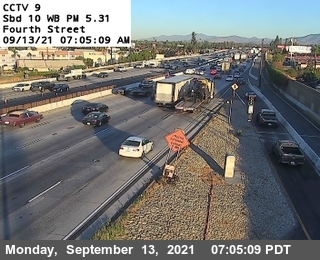 CCTV 9
Sbd 10 WB PM 5.31
Fourth Street
09/13/21 07:05:09 AM
Monday, September 13, 2021 07:05:09 PDT